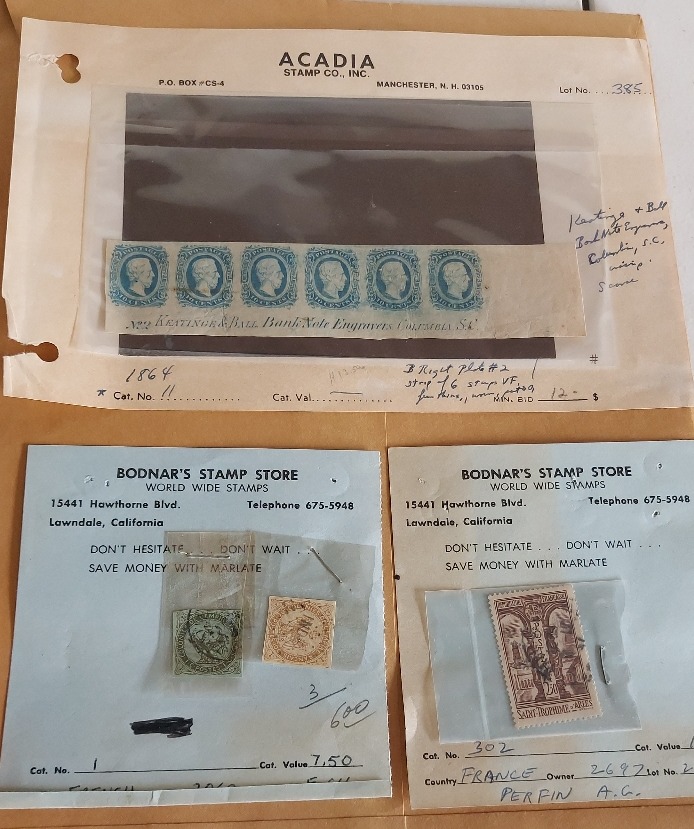 ACADIA
STAMP CO., INC.
P.O. BOX #CS-4 MANCHESTER, N. H. 03105
Lot No. . . . 385
Keatinge + Ball
Bank Note Engravers,
Columbia, S.C.
Nº2 KEATINGE & BALL, Bank Note Engravers, COLUMBIA, S.C.
1864
B Right Plate #2
strip of 6 stamps VF
* Cat. No. 11 Cat. Val. MIN. BID 12- $
#
BODNAR'S STAMP STORE
WORLD WIDE STAMPS
15441 Hawthorne Blvd. Telephone 675-5948
Lawndale, California
DON'T HESITATE . . . DON'T WAIT . .
SAVE MONEY WITH MARLATE
3
600
Cat. No. 1 Cat. Value 7.50
BODNAR'S STAMP STORE
WORLD WIDE STAMPS
15441 Hawthorne Blvd. Telephone 675-5948
Lawndale, California
DON'T HESITATE . . . DON'T WAIT . . .
SAVE MONEY WITH MARLATE
SAINT-TROPHIME D'ARLES
Cat. No. 302 Cat. Value
Country FRANCE Owner 2697 Lot No. 2
PERFIN A.G.